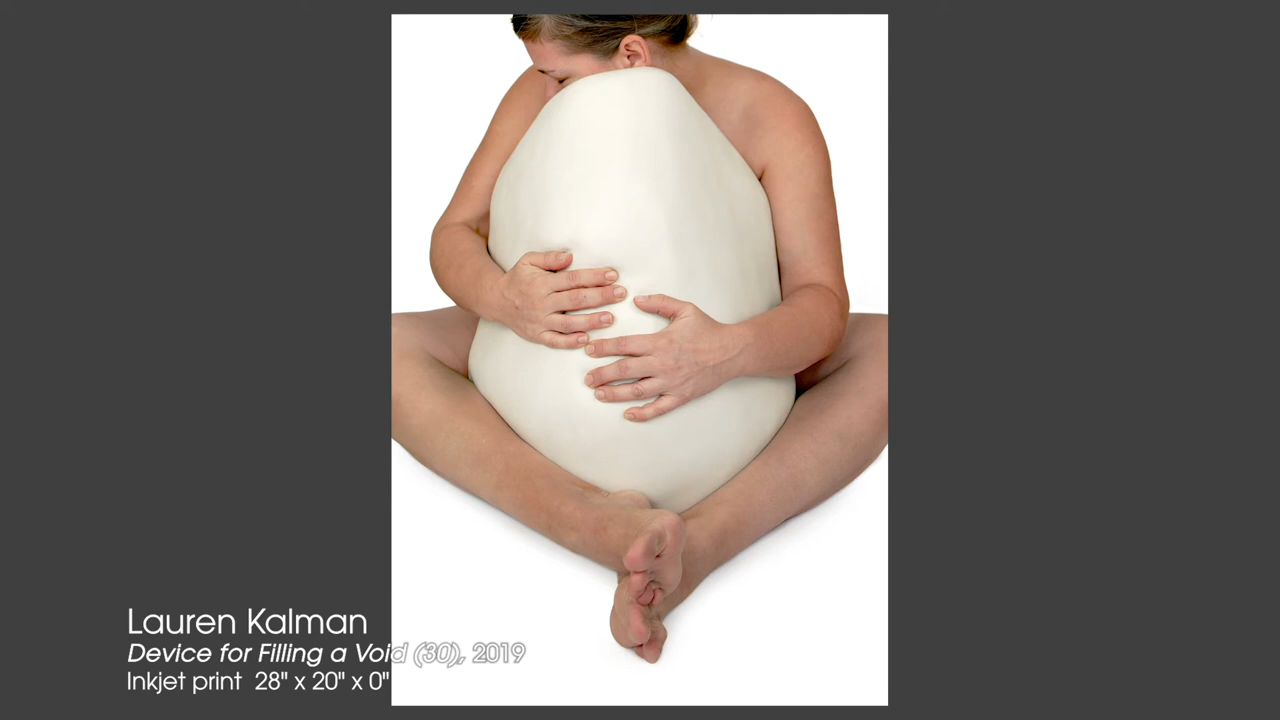 Lauren Kalman
Device for Filling a Void (30), 2019
Inkjet print 28" x 20" x 0"